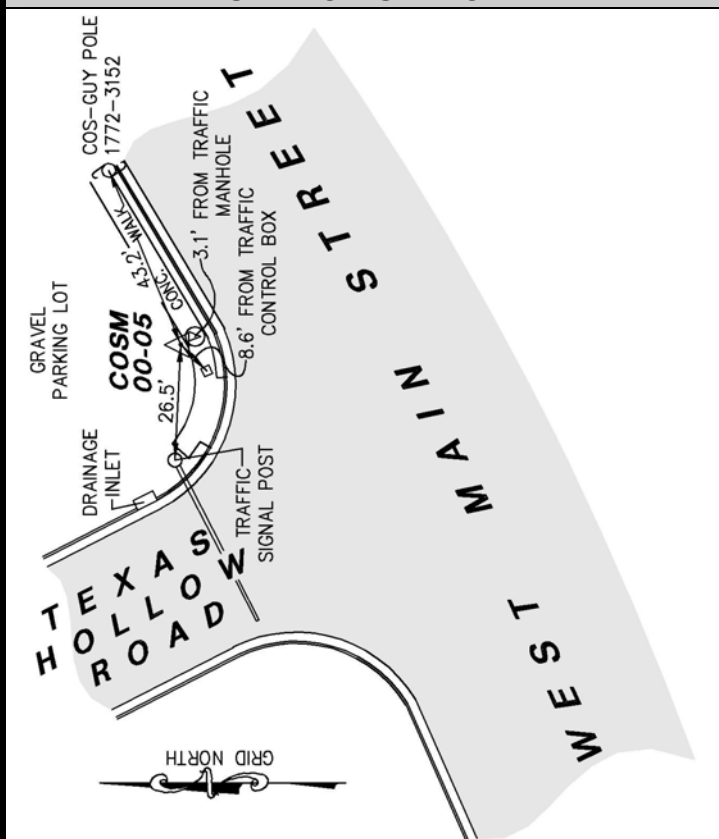 COS-GUY POLE
1772-3152
GRAVEL
PARKING LOT
43.2'
CONC. WALK
3.1' FROM TRAFFIC
MANHOLE
8.6' FROM TRAFFIC
CONTROL BOX
COSM
00-05
26.5'
DRAINAGE
INLET
TRAFFIC
SIGNAL POST
TEXAS
HOLLOW
ROAD
WEST MAIN STREET
GRID NORTH